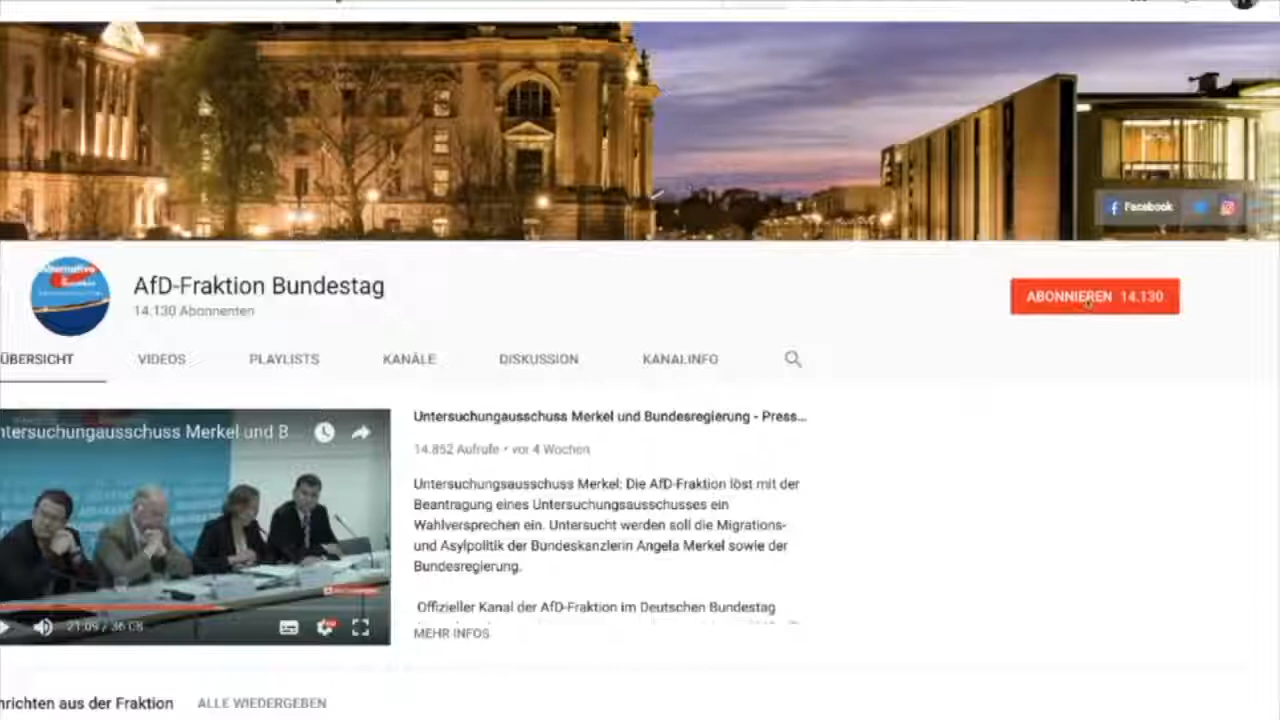 Facebook
AfD-Fraktion Bundestag
14.130 Abonnenten
ABONNIEREN 14.130
ÜBERSICHT VIDEOS PLAYLISTS KANÄLE DISKUSSION KANALINFO
ntersuchungausschuss Merkel und B...
Untersuchungausschuss Merkel und Bundesregierung - Press...
14.852 Aufrufe • vor 4 Wochen
Untersuchungsausschuss Merkel: Die AfD-Fraktion löst mit der
Beantragung eines Untersuchungsausschusses ein
Wahlversprechen ein. Untersucht werden soll die Migrations-
und Asylpolitik der Bundeskanzlerin Angela Merkel sowie der
Bundesregierung.
Offizieller Kanal der AfD-Fraktion im Deutschen Bundestag
MEHR INFOS
21:09 / 36:08
hrichten aus der Fraktion ALLE WIEDERGEBEN